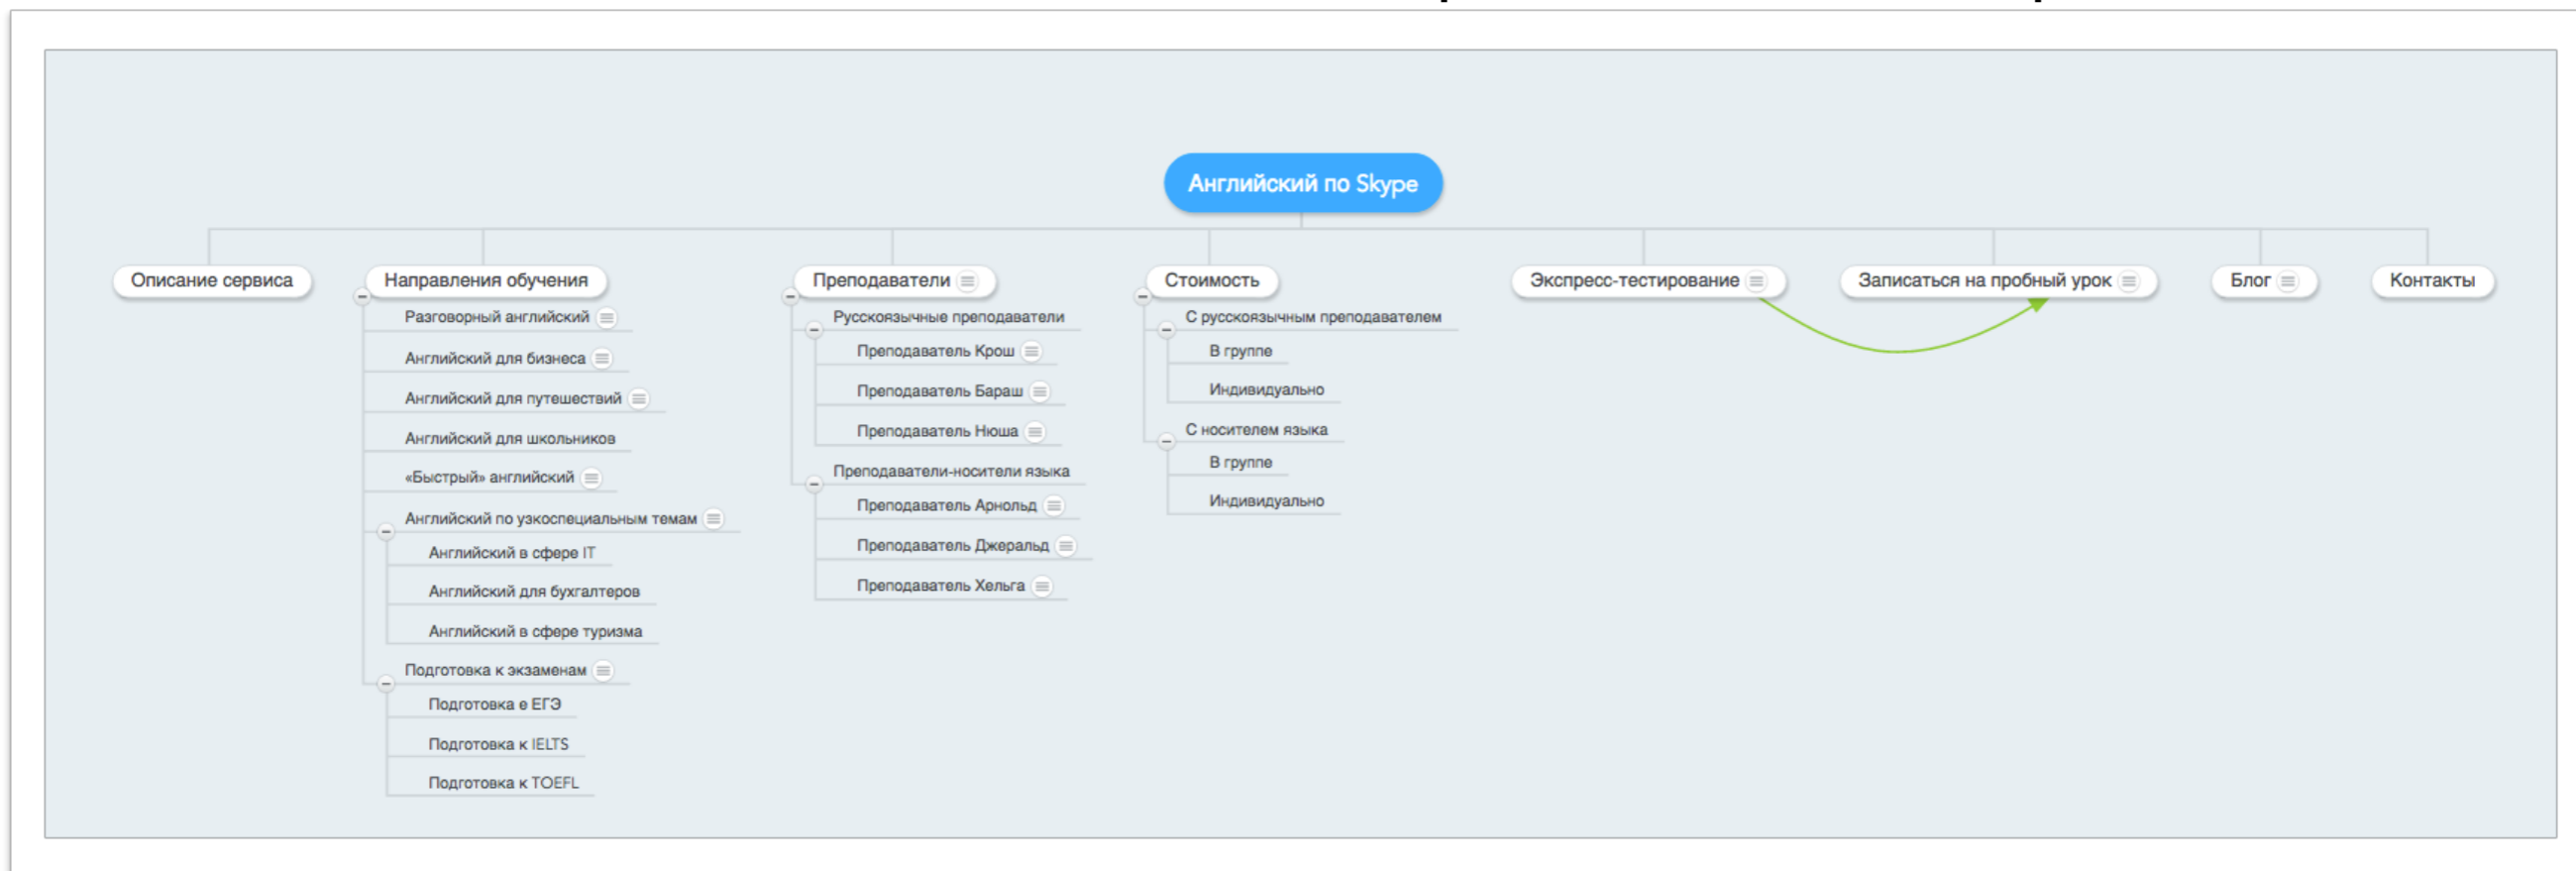 Английский по Skype
Описание сервиса
Направления обучения
Разговорный английский
Английский для бизнеса
Английский для путешествий
Английский для школьников
«Быстрый» английский
Английский по узкоспециальным темам
Английский в сфере IT
Английский для бухгалтеров
Английский в сфере туризма
Подготовка к экзаменам
Подготовка е ЕГЭ
Подготовка к IELTS
Подготовка к TOEFL
Преподаватели
Русскоязычные преподаватели
Преподаватель Крош
Преподаватель Бараш
Преподаватель Нюша
Преподаватели-носители языка
Преподаватель Арнольд
Преподаватель Джеральд
Преподаватель Хельга
Стоимость
С русскоязычным преподавателем
В группе
Индивидуально
С носителем языка
В группе
Индивидуально
Экспресс-тестирование
Записаться на пробный урок
Блог
Контакты